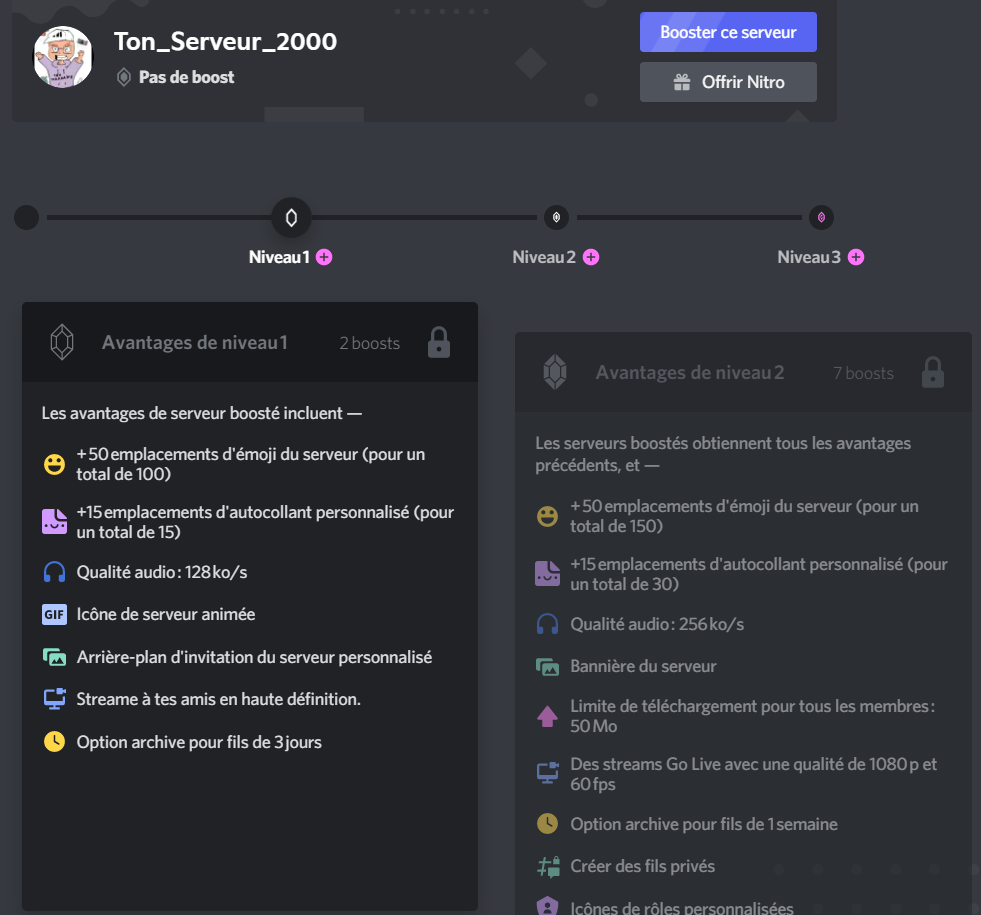 Ton_Serveur_2000
Pas de boost
Booster ce serveur
Offrir Nitro
Niveau 1
Niveau 2
Niveau 3
Avantages de niveau 1
2 boosts
Les avantages de serveur boosté incluent —
+50 emplacements d'émoji du serveur (pour un
total de 100)
+15 emplacements d'autocollant personnalisé (pour
un total de 15)
Qualité audio : 128 ko/s
GIF
Icône de serveur animée
Arrière-plan d'invitation du serveur personnalisé
Streame à tes amis en haute définition.
Option archive pour fils de 3 jours
Avantages de niveau 2
7 boosts
Les serveurs boostés obtiennent tous les avantages
précédents, et —
+50 emplacements d'émoji du serveur (pour un
total de 150)
+15 emplacements d'autocollant personnalisé (pour
un total de 30)
Qualité audio : 256 ko/s
Bannière du serveur
Limite de téléchargement pour tous les membres :
50 Mo
Des streams Go Live avec une qualité de 1080 p et
60 fps
Option archive pour fils de 1 semaine
Créer des fils privés
Icônes de rôles personnalisées